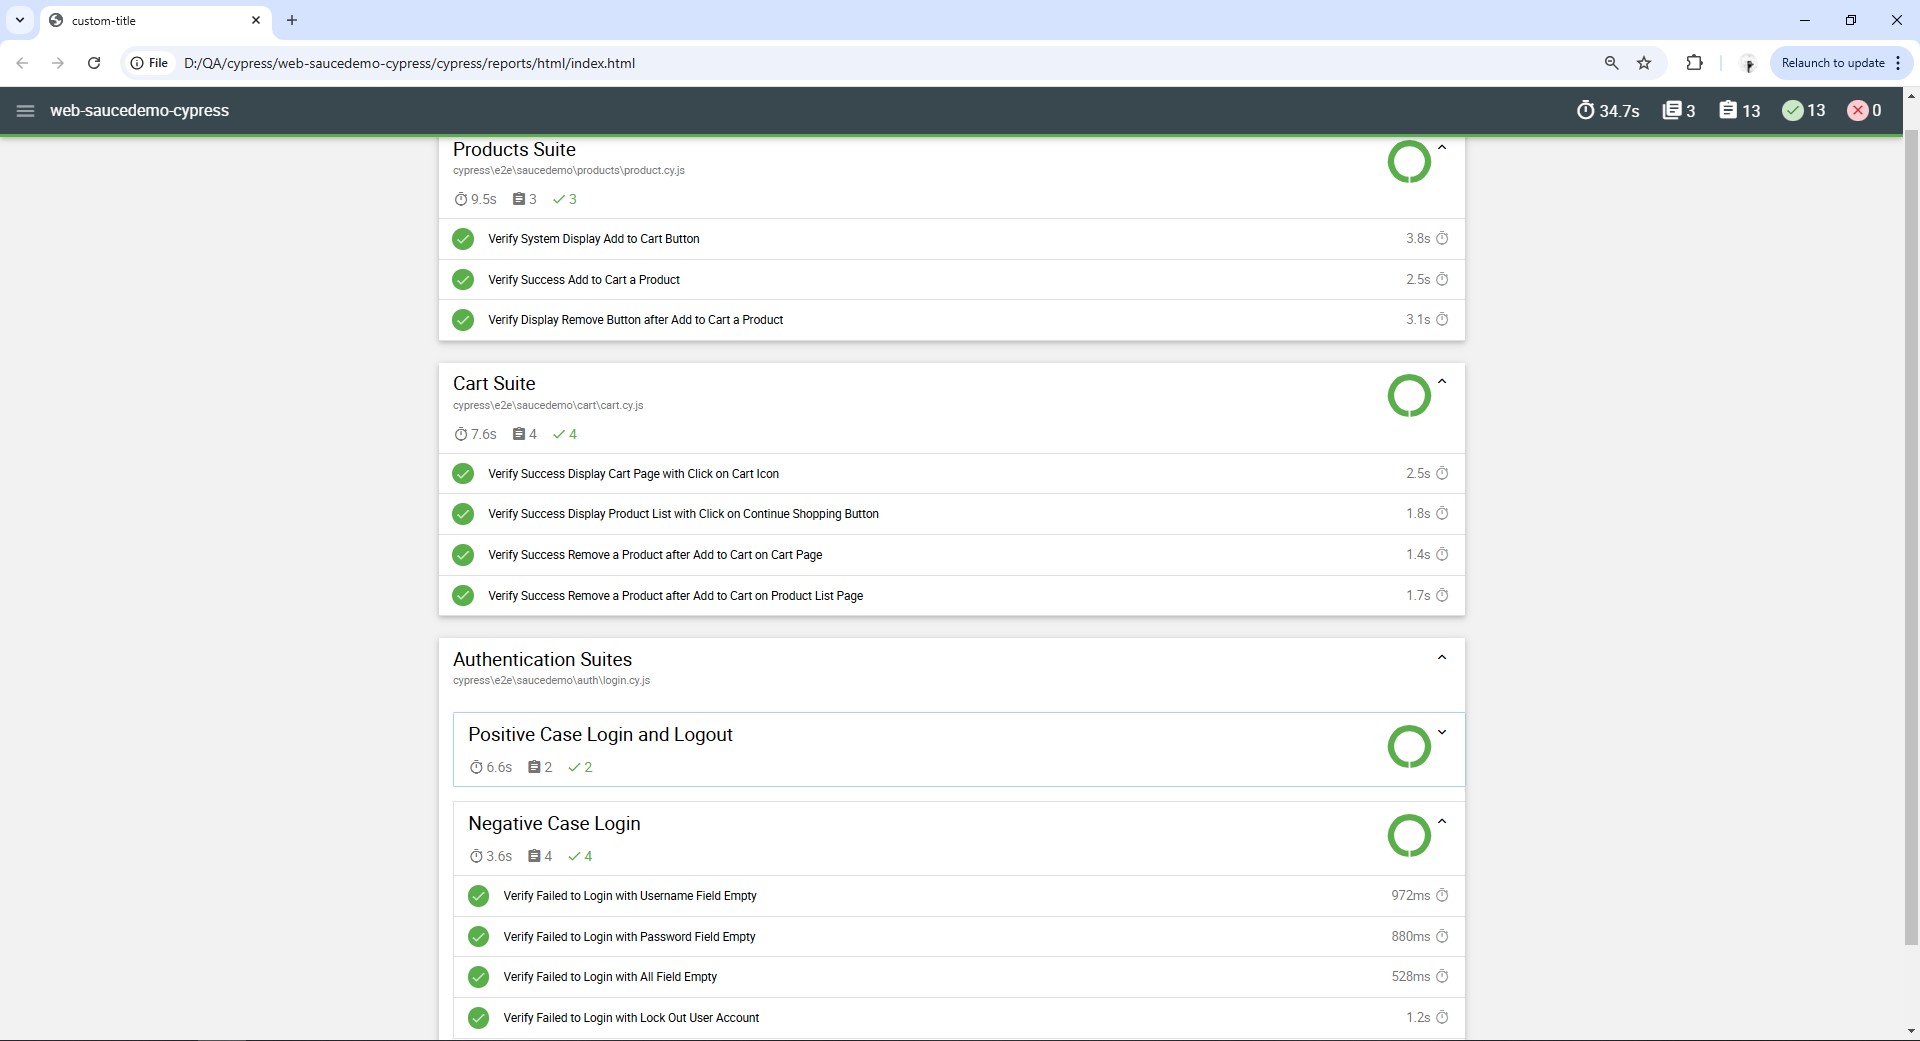 custom-title
File
D:/QA/cypress/web-saucedemo-cypress/cypress/reports/html/index.html
Relaunch to update
web-saucedemo-cypress
34.7s 3 13 13 0
Products Suite
cypress\e2e\saucedemo\products\product.cy.js
9.5s 3 3
Verify System Display Add to Cart Button 3.8s
Verify Success Add to Cart a Product 2.5s
Verify Display Remove Button after Add to Cart a Product 3.1s
Cart Suite
cypress\e2e\saucedemo\cart\cart.cy.js
7.6s 4 4
Verify Success Display Cart Page with Click on Cart Icon 2.5s
Verify Success Display Product List with Click on Continue Shopping Button 1.8s
Verify Success Remove a Product after Add to Cart on Cart Page 1.4s
Verify Success Remove a Product after Add to Cart on Product List Page 1.7s
Authentication Suites
cypress\e2e\saucedemo\auth\login.cy.js
Positive Case Login and Logout
6.6s 2 2
Negative Case Login
3.6s 4 4
Verify Failed to Login with Username Field Empty 972ms
Verify Failed to Login with Password Field Empty 880ms
Verify Failed to Login with All Field Empty 528ms
Verify Failed to Login with Lock Out User Account 1.2s